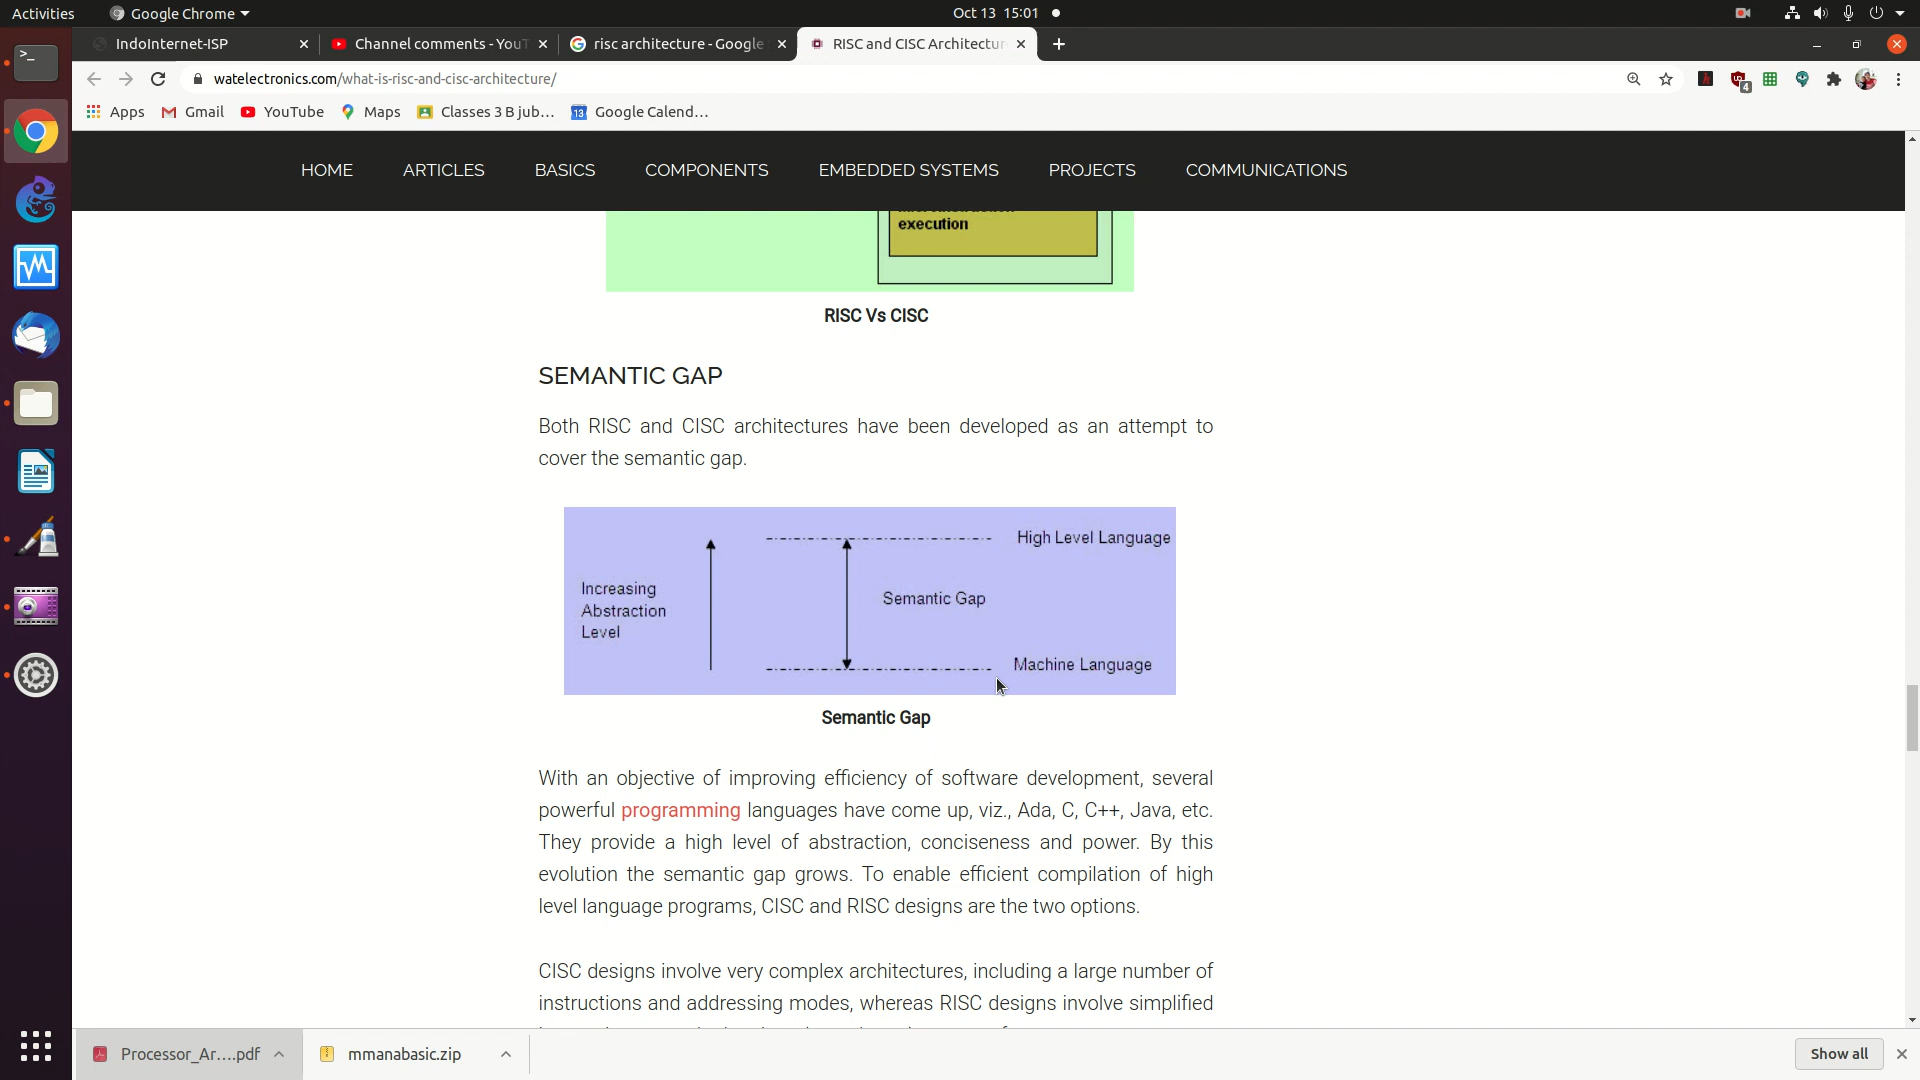 Activities
Google Chrome
Oct 13 15:01
IndoInternet-ISP
Channel comments - YouT
risc architecture - Google
RISC and CISC Architectur
watelectronics.com/what-is-risc-and-cisc-architecture/
4
Apps
Gmail
YouTube
Maps
Classes 3 B jub...
13
Google Calend...
HOME
ARTICLES
BASICS
COMPONENTS
EMBEDDED SYSTEMS
PROJECTS
COMMUNICATIONS
execution
RISC Vs CISC
SEMANTIC GAP
Both RISC and CISC architectures have been developed as an attempt to
cover the semantic gap.
High Level Language
Increasing
Abstraction
Level
Semantic Gap
Machine Language
Semantic Gap
With an objective of improving efficiency of software development, several
powerful programming languages have come up, viz., Ada, C, C++, Java, etc.
They provide a high level of abstraction, conciseness and power. By this
evolution the semantic gap grows. To enable efficient compilation of high
level language programs, CISC and RISC designs are the two options.
CISC designs involve very complex architectures, including a large number of
instructions and addressing modes, whereas RISC designs involve simplified
Processor_Ar....pdf
mmanabasic.zip
Show all